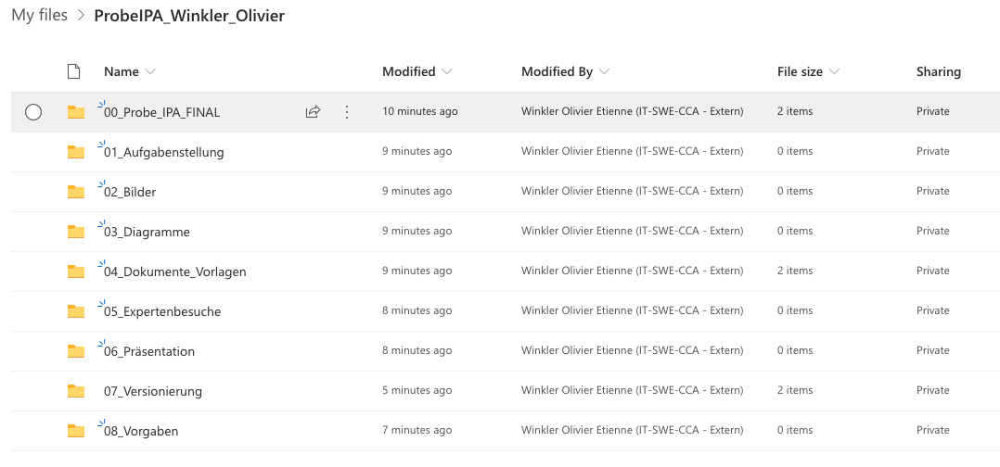 My files > ProbeIPA_Winkler_Olivier
Name Modified Modified By File size Sharing
00_Probe_IPA_FINAL 10 minutes ago Winkler Olivier Etienne (IT-SWE-CCA - Extern) 2 items Private
01_Aufgabenstellung 9 minutes ago Winkler Olivier Etienne (IT-SWE-CCA - Extern) 0 items Private
02_Bilder 9 minutes ago Winkler Olivier Etienne (IT-SWE-CCA - Extern) 0 items Private
03_Diagramme 9 minutes ago Winkler Olivier Etienne (IT-SWE-CCA - Extern) 0 items Private
04_Dokumente_Vorlagen 9 minutes ago Winkler Olivier Etienne (IT-SWE-CCA - Extern) 2 items Private
05_Expertenbesuche 8 minutes ago Winkler Olivier Etienne (IT-SWE-CCA - Extern) 0 items Private
06_Präsentation 8 minutes ago Winkler Olivier Etienne (IT-SWE-CCA - Extern) 0 items Private
07_Versionierung 5 minutes ago Winkler Olivier Etienne (IT-SWE-CCA - Extern) 2 items Private
08_Vorgaben 7 minutes ago Winkler Olivier Etienne (IT-SWE-CCA - Extern) 0 items Private